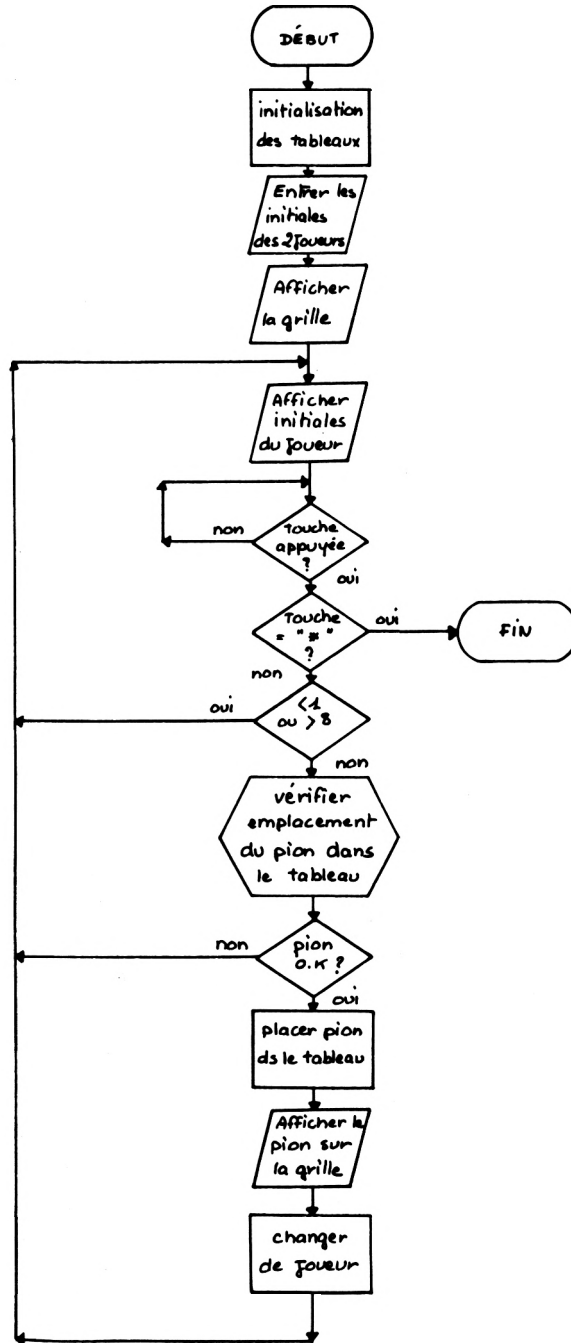 DÉBUT
initialisation
des tableaux
Entrer les
initiales
des 2 Joueurs
Afficher
la grille
Afficher
initiales
du Joueur
Touche
non
appuyée
?
oui
Touche
oui
= "*"
?
FIN
non
<1
oui
ou >8
non
vérifier
emplacement
du pion dans
le tableau
non
pion
O.K ?
oui
placer pion
ds le tableau
Afficher le
pion sur
la grille
changer
de Joueur